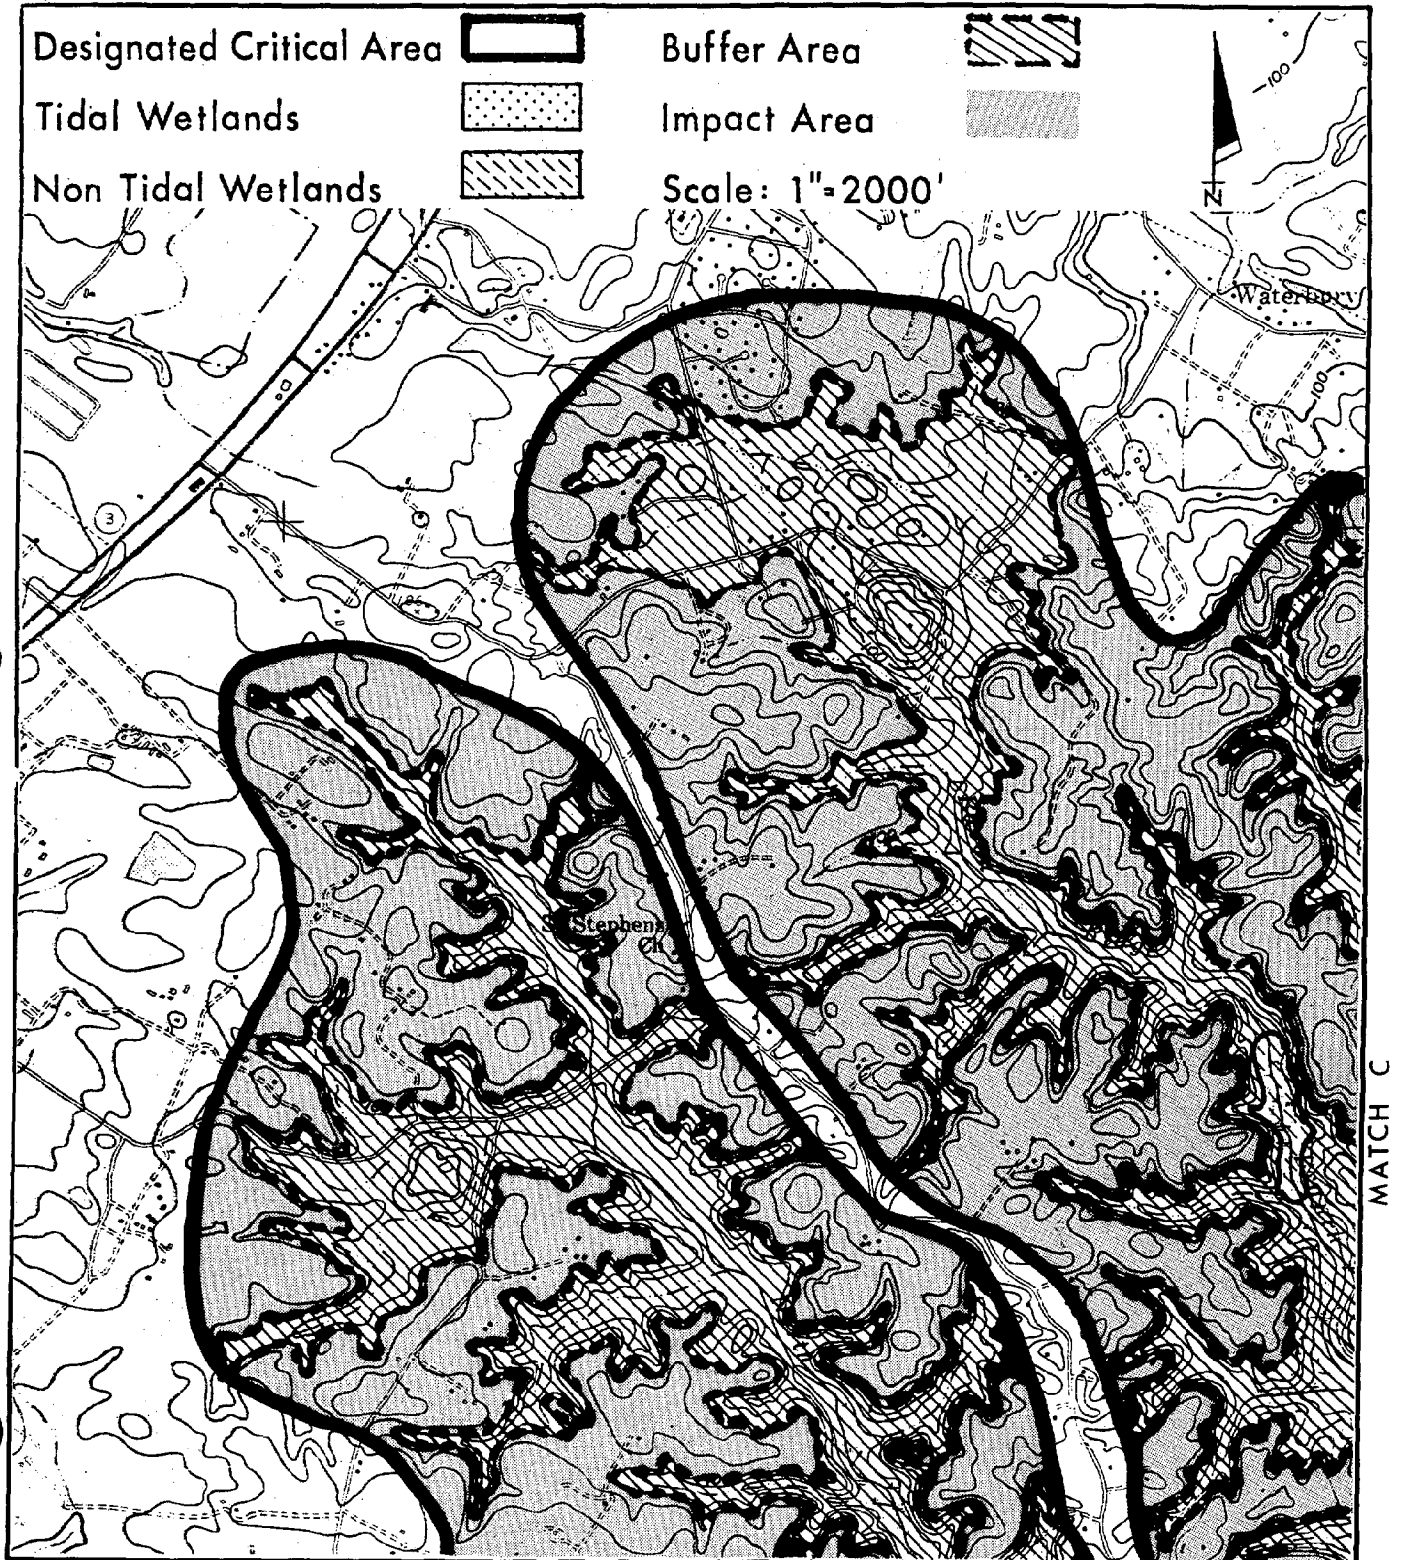 Designated Critical Area
Buffer Area
Tidal Wetlands
Impact Area
Non Tidal Wetlands
Scale: 1"=2000'
N
100
Waterbury
100
3
St Stephens
Ch
MATCH C